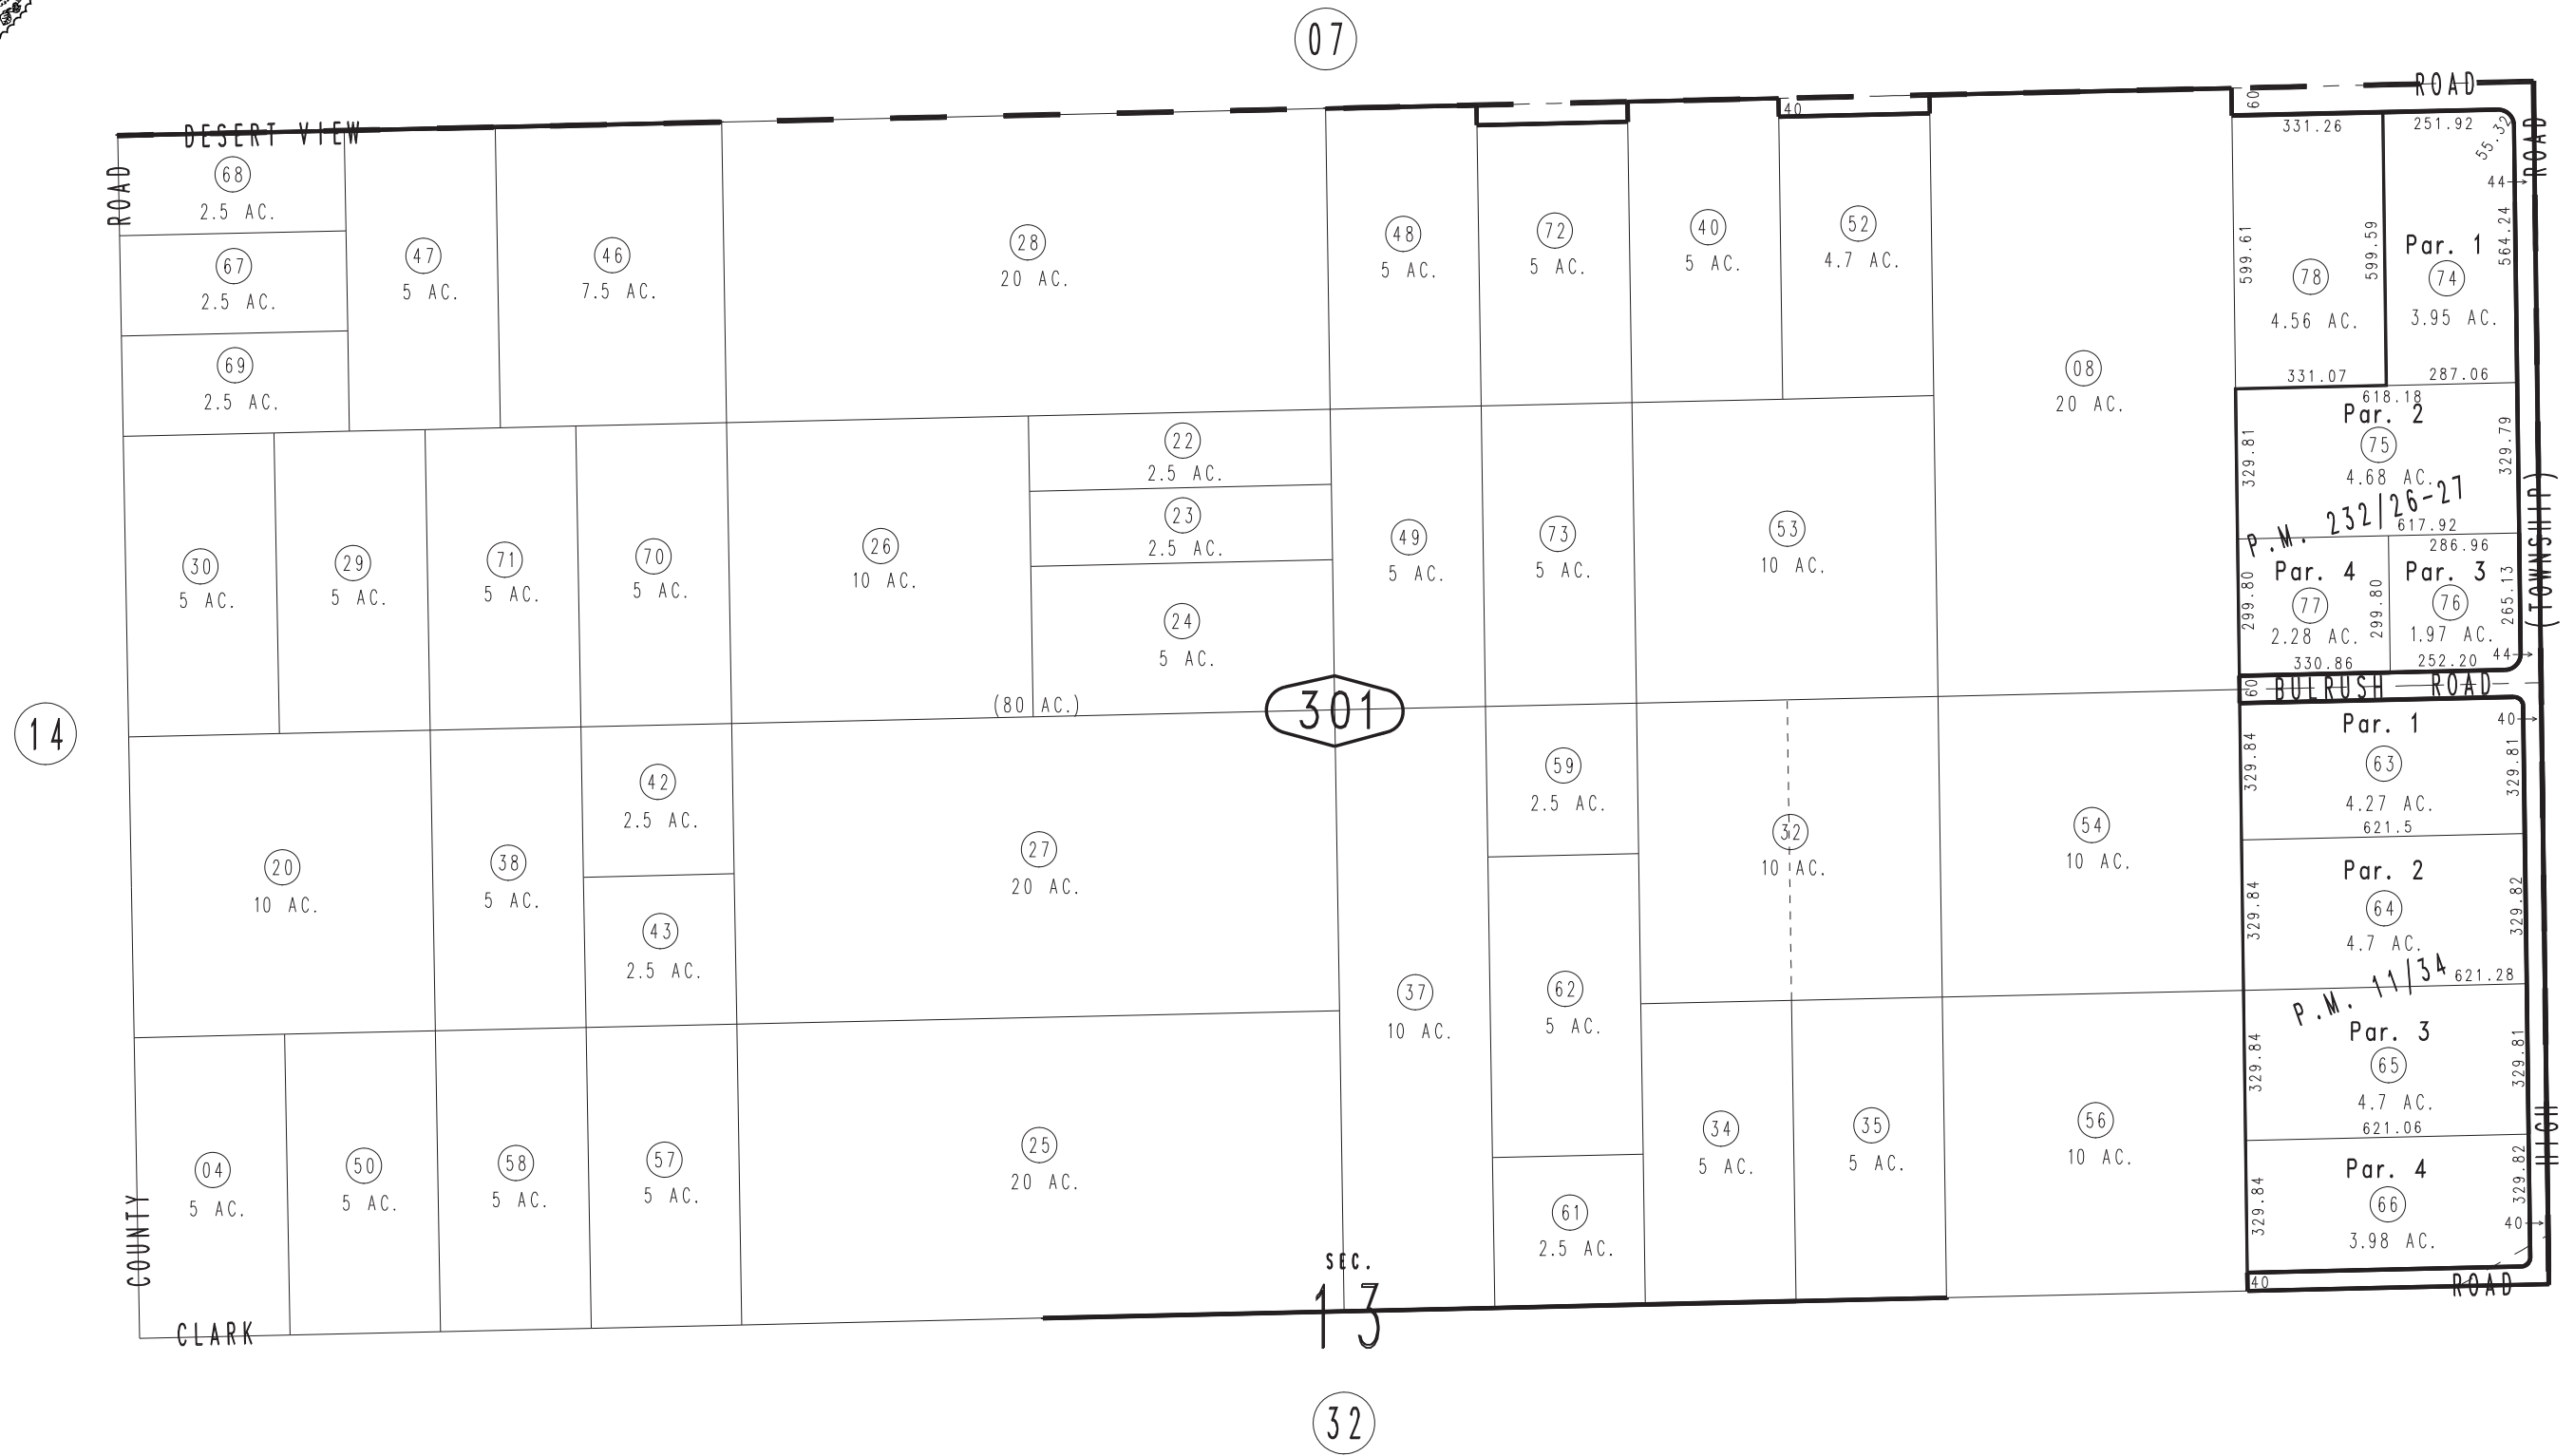 07
DESERT VIEW
ROAD
ROAD
ROAD
40
60
331.26
251.92
55.32
44
68
2.5 AC.
67
2.5 AC.
69
2.5 AC.
47
5 AC.
46
7.5 AC.
28
20 AC.
48
5 AC.
72
5 AC.
40
5 AC.
52
4.7 AC.
08
20 AC.
599.61
78
4.56 AC.
599.59
331.07
Par. 1
74
3.95 AC.
564.24
287.06
618.18
Par. 2
75
4.68 AC.
329.81
329.79
P.M. 232/26-27
617.92
(TOWNSHIP)
30
5 AC.
29
5 AC.
71
5 AC.
70
5 AC.
26
10 AC.
22
2.5 AC.
23
2.5 AC.
24
5 AC.
(80 AC.)
49
5 AC.
73
5 AC.
53
10 AC.
286.96
Par. 4
77
2.28 AC.
299.80
299.80
330.86
Par. 3
76
1.97 AC.
265.13
252.20
44
14
301
60
BULRUSH ROAD
20
10 AC.
38
5 AC.
42
2.5 AC.
43
2.5 AC.
27
20 AC.
37
10 AC.
59
2.5 AC.
62
5 AC.
61
2.5 AC.
32
10 AC.
54
10 AC.
Par. 1
40
63
4.27 AC.
329.84
329.81
621.5
Par. 2
64
4.7 AC.
329.84
329.82
P.M. 11/34
621.28
Par. 3
65
4.7 AC.
329.84
329.81
621.06
Par. 4
66
3.98 AC.
329.84
329.82
40
HIGH
04
5 AC.
50
5 AC.
58
5 AC.
57
5 AC.
25
20 AC.
34
5 AC.
35
5 AC.
56
10 AC.
COUNTY
SEC.
13
40
ROAD
CLARK
32